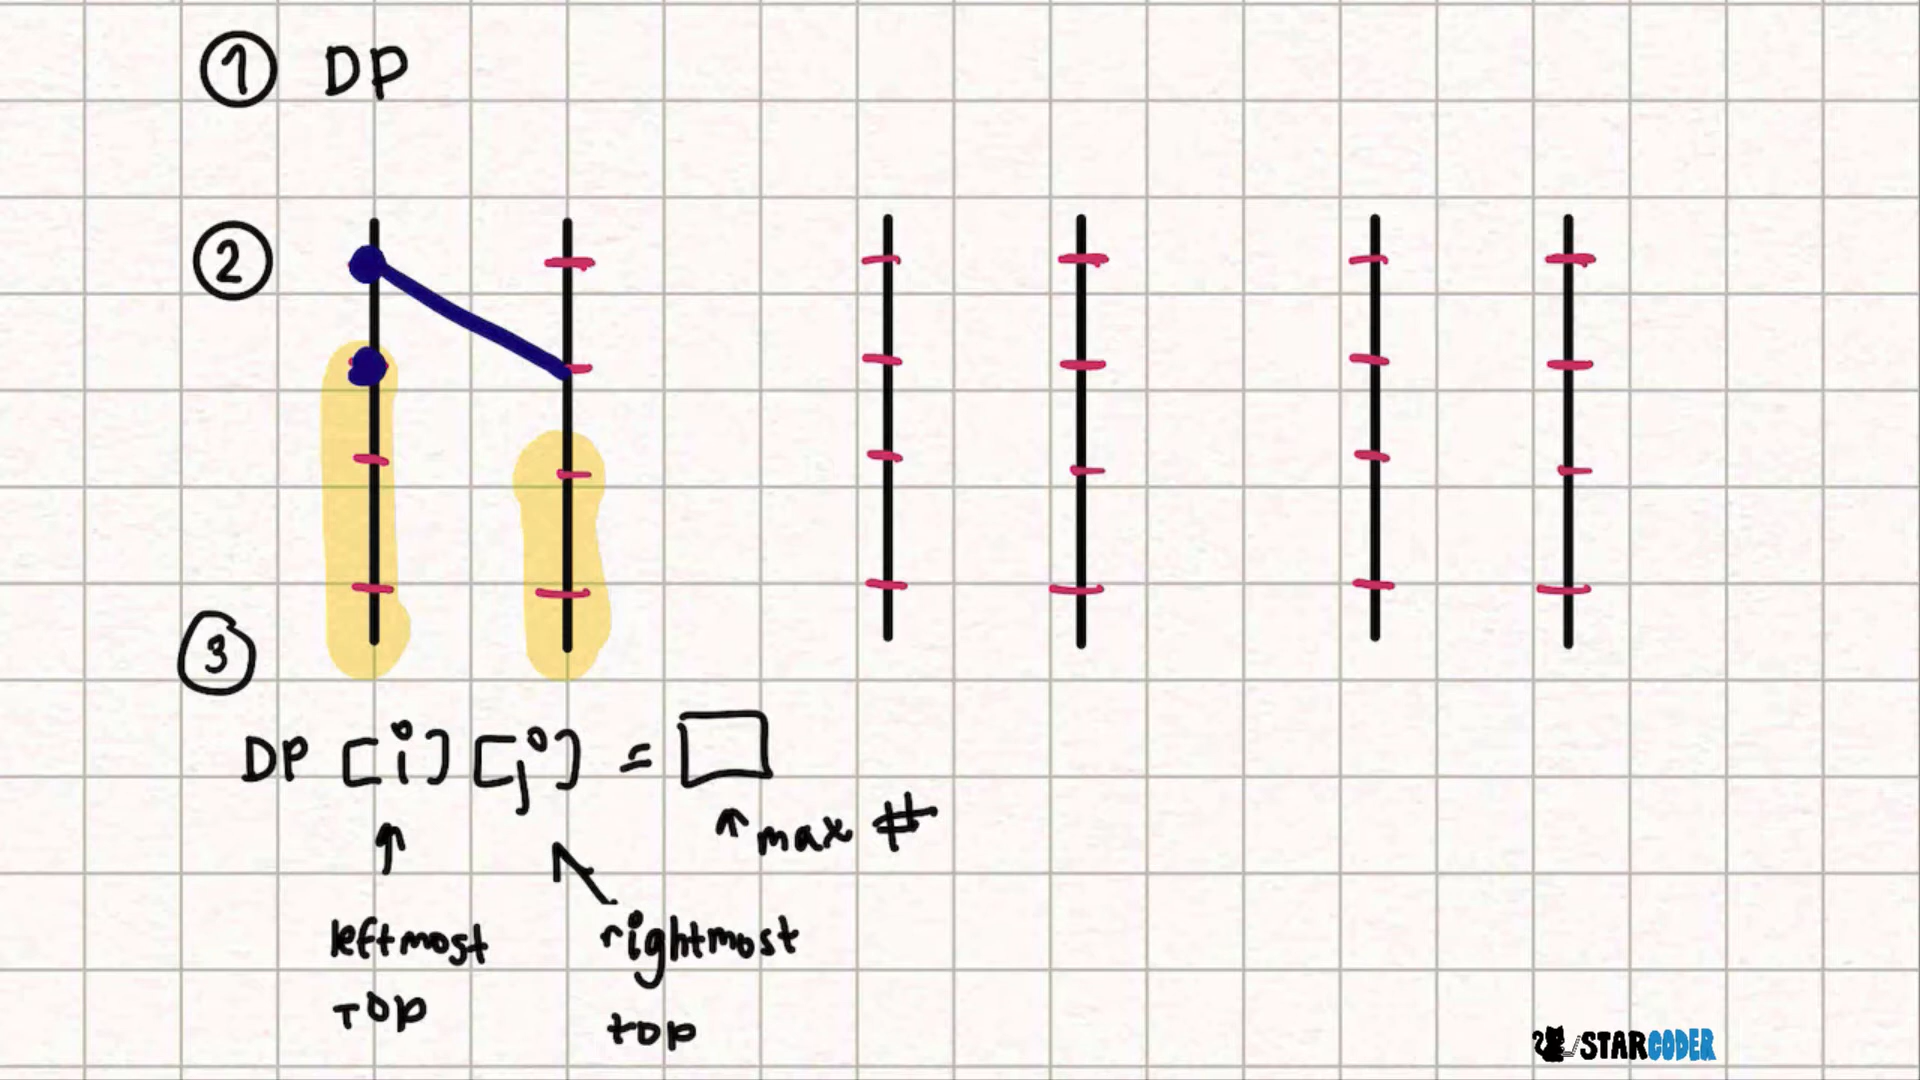 ① DP
②
③
DP [i] [j] = □
↑ max #
leftmost rightmost
TOP top
STARCODER